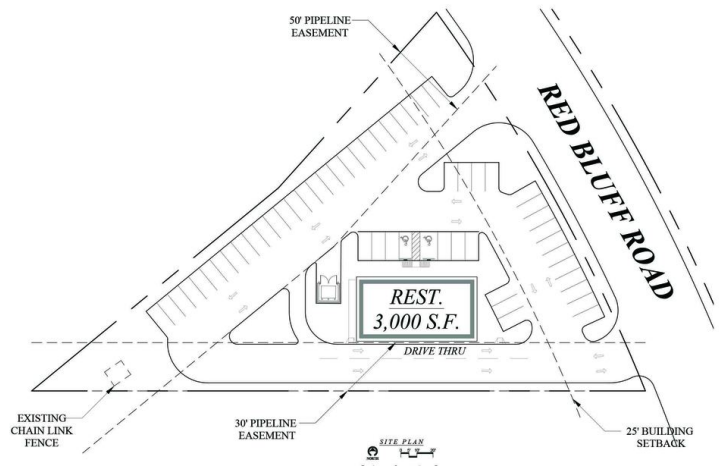 50' PIPELINE
EASEMENT
RED BLUFF ROAD
REST.
3,000 S.F.
DRIVE THRU
EXISTING
CHAIN LINK
FENCE
30' PIPELINE
EASEMENT
25' BUILDING
SETBACK
SITE PLAN